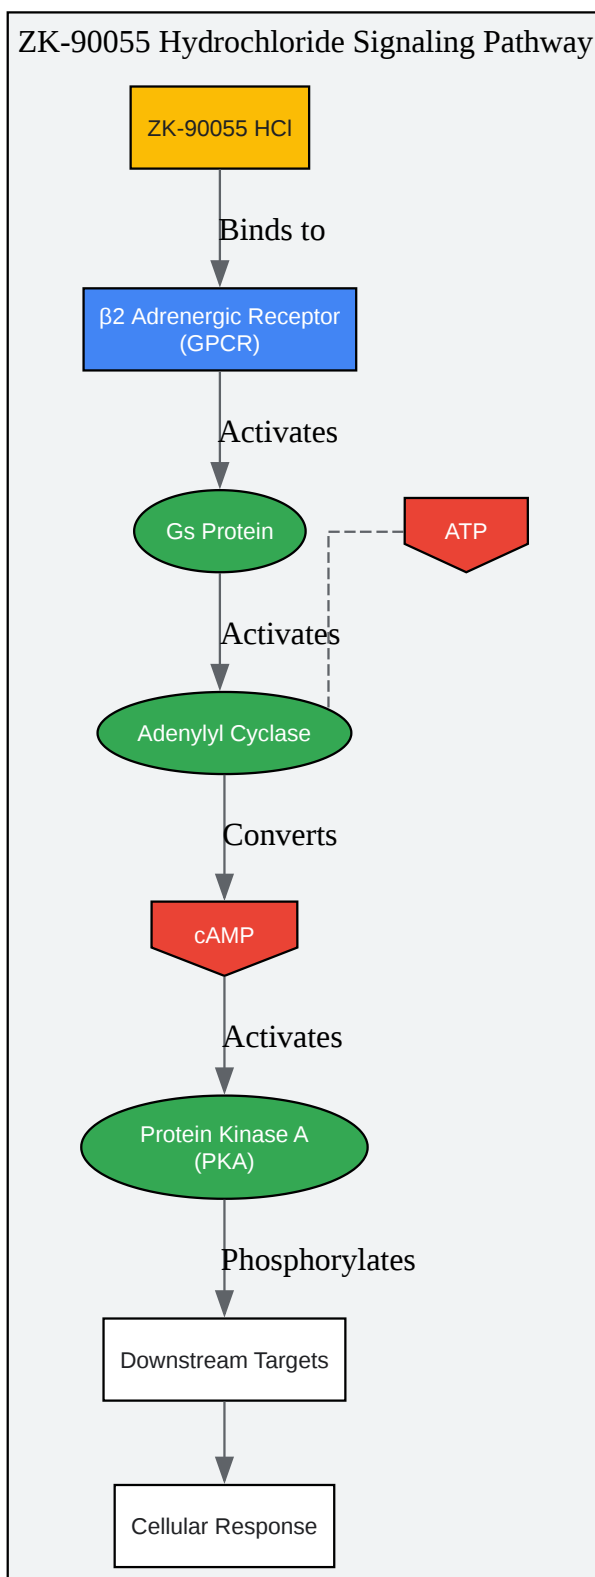 ZK-90055 Hydrochloride Signaling Pathway
ZK-90055 HCl
Binds to
β2 Adrenergic Receptor
(GPCR)
Activates
Gs Protein
ATP
Activates
Adenylyl Cyclase
Converts
cAMP
Activates
Protein Kinase A
(PKA)
Phosphorylates
Downstream Targets
Cellular Response